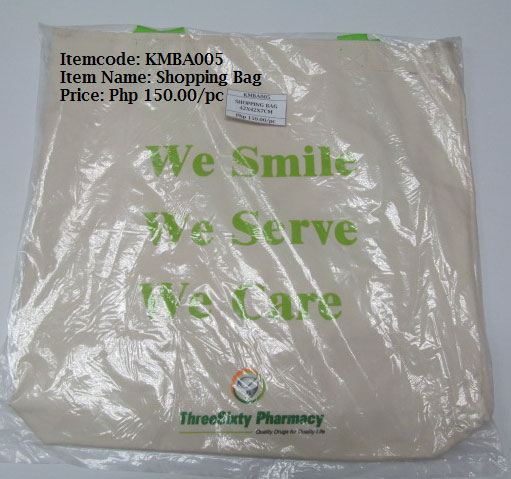 Itemcode: KMBA005
Item Name: Shopping Bag
Price: Php 150.00/pc
KMBA005
SHOPPING BAG
42X42X7CM
Php 150.00/pc
We Smile
We Serve
We Care
ThreeSixty Pharmacy
Quality Drugs for Quality Life